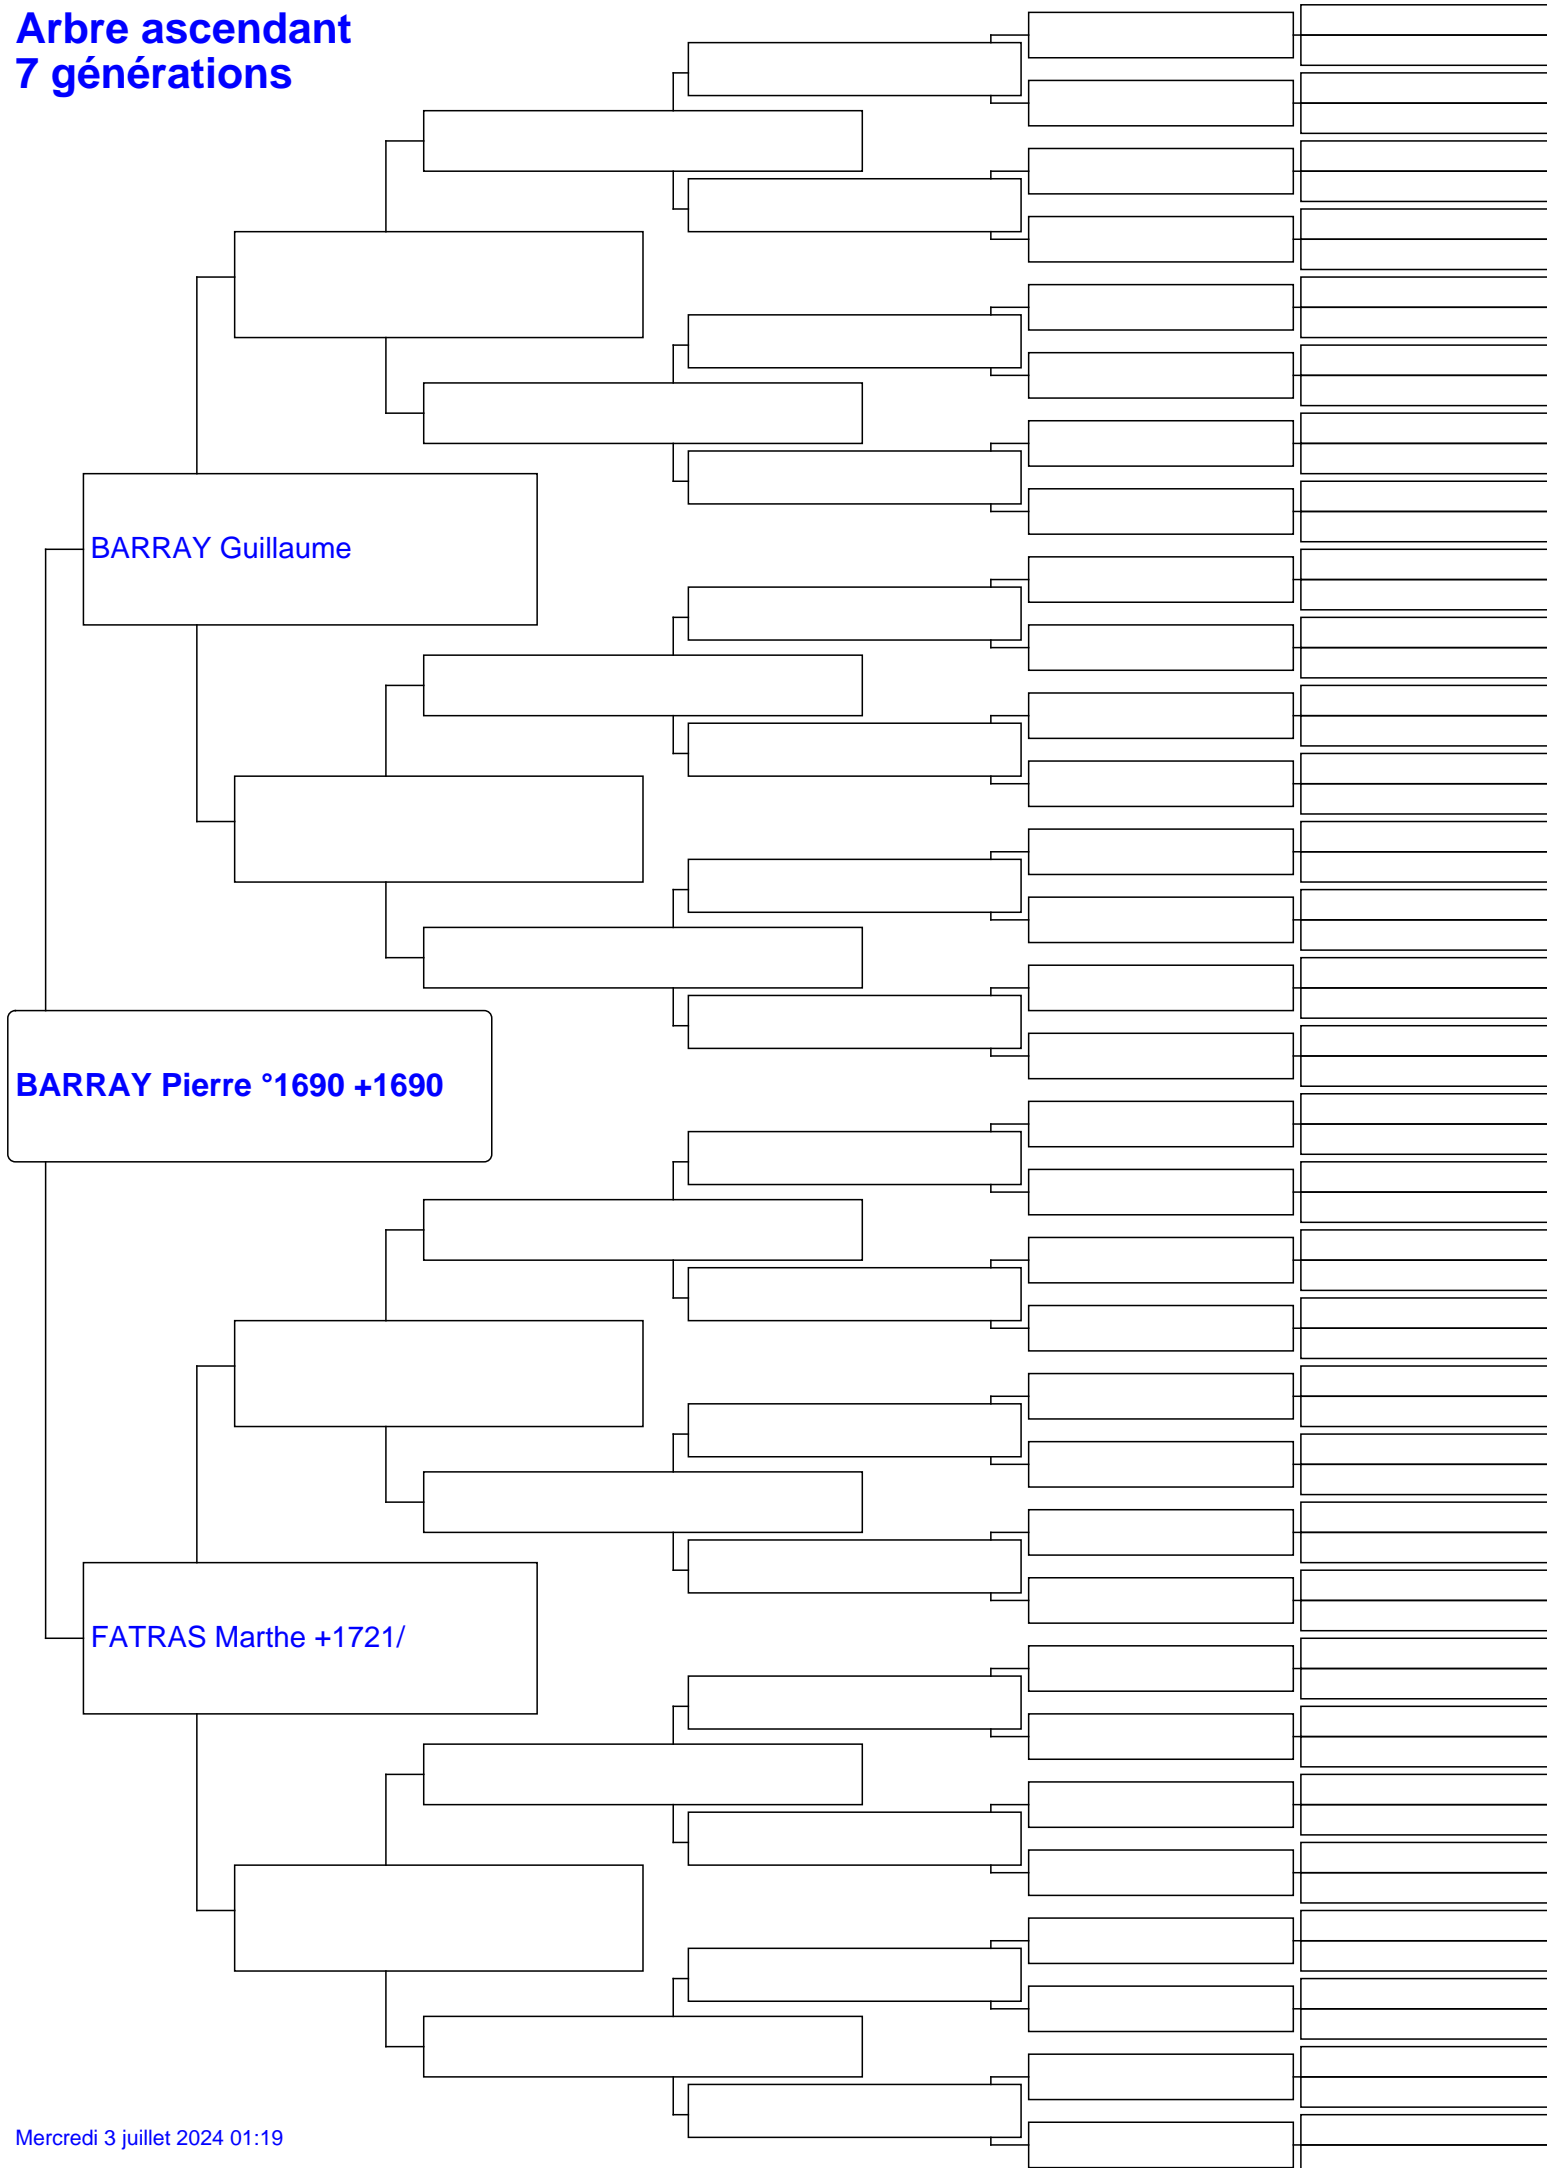 Arbre ascendant
7 générations
BARRAY Guillaume
BARRAY Pierre °1690 +1690
FATRAS Marthe +1721/
Mercredi 3 juillet 2024 01:19